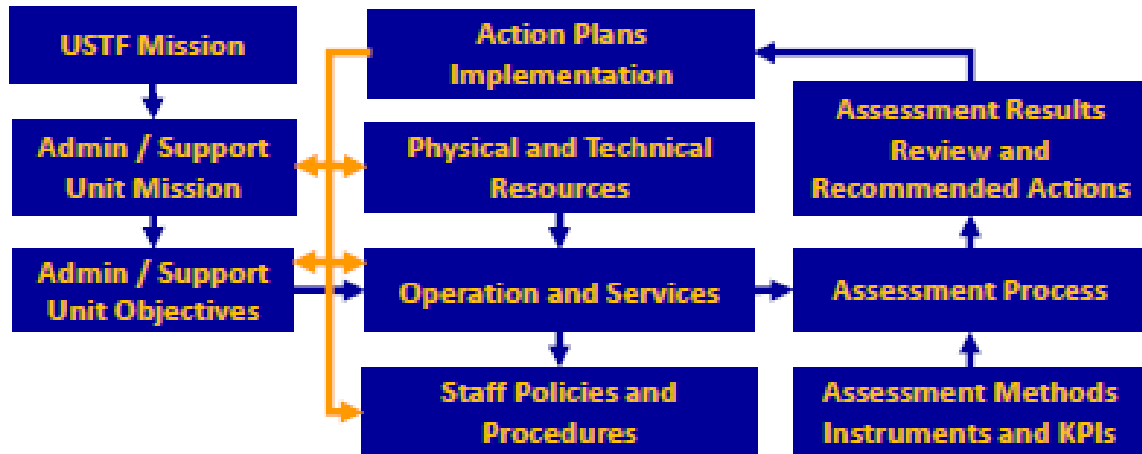 USTF Mission
Admin / Support
Unit Mission
Admin / Support
Unit Objectives
Action Plans
Implementation
Physical and Technical
Resources
Operation and Services
Staff Policies and
Procedures
Assessment Results
Review and
Recommended Actions
Assessment Process
Assessment Methods
Instruments and KPIs